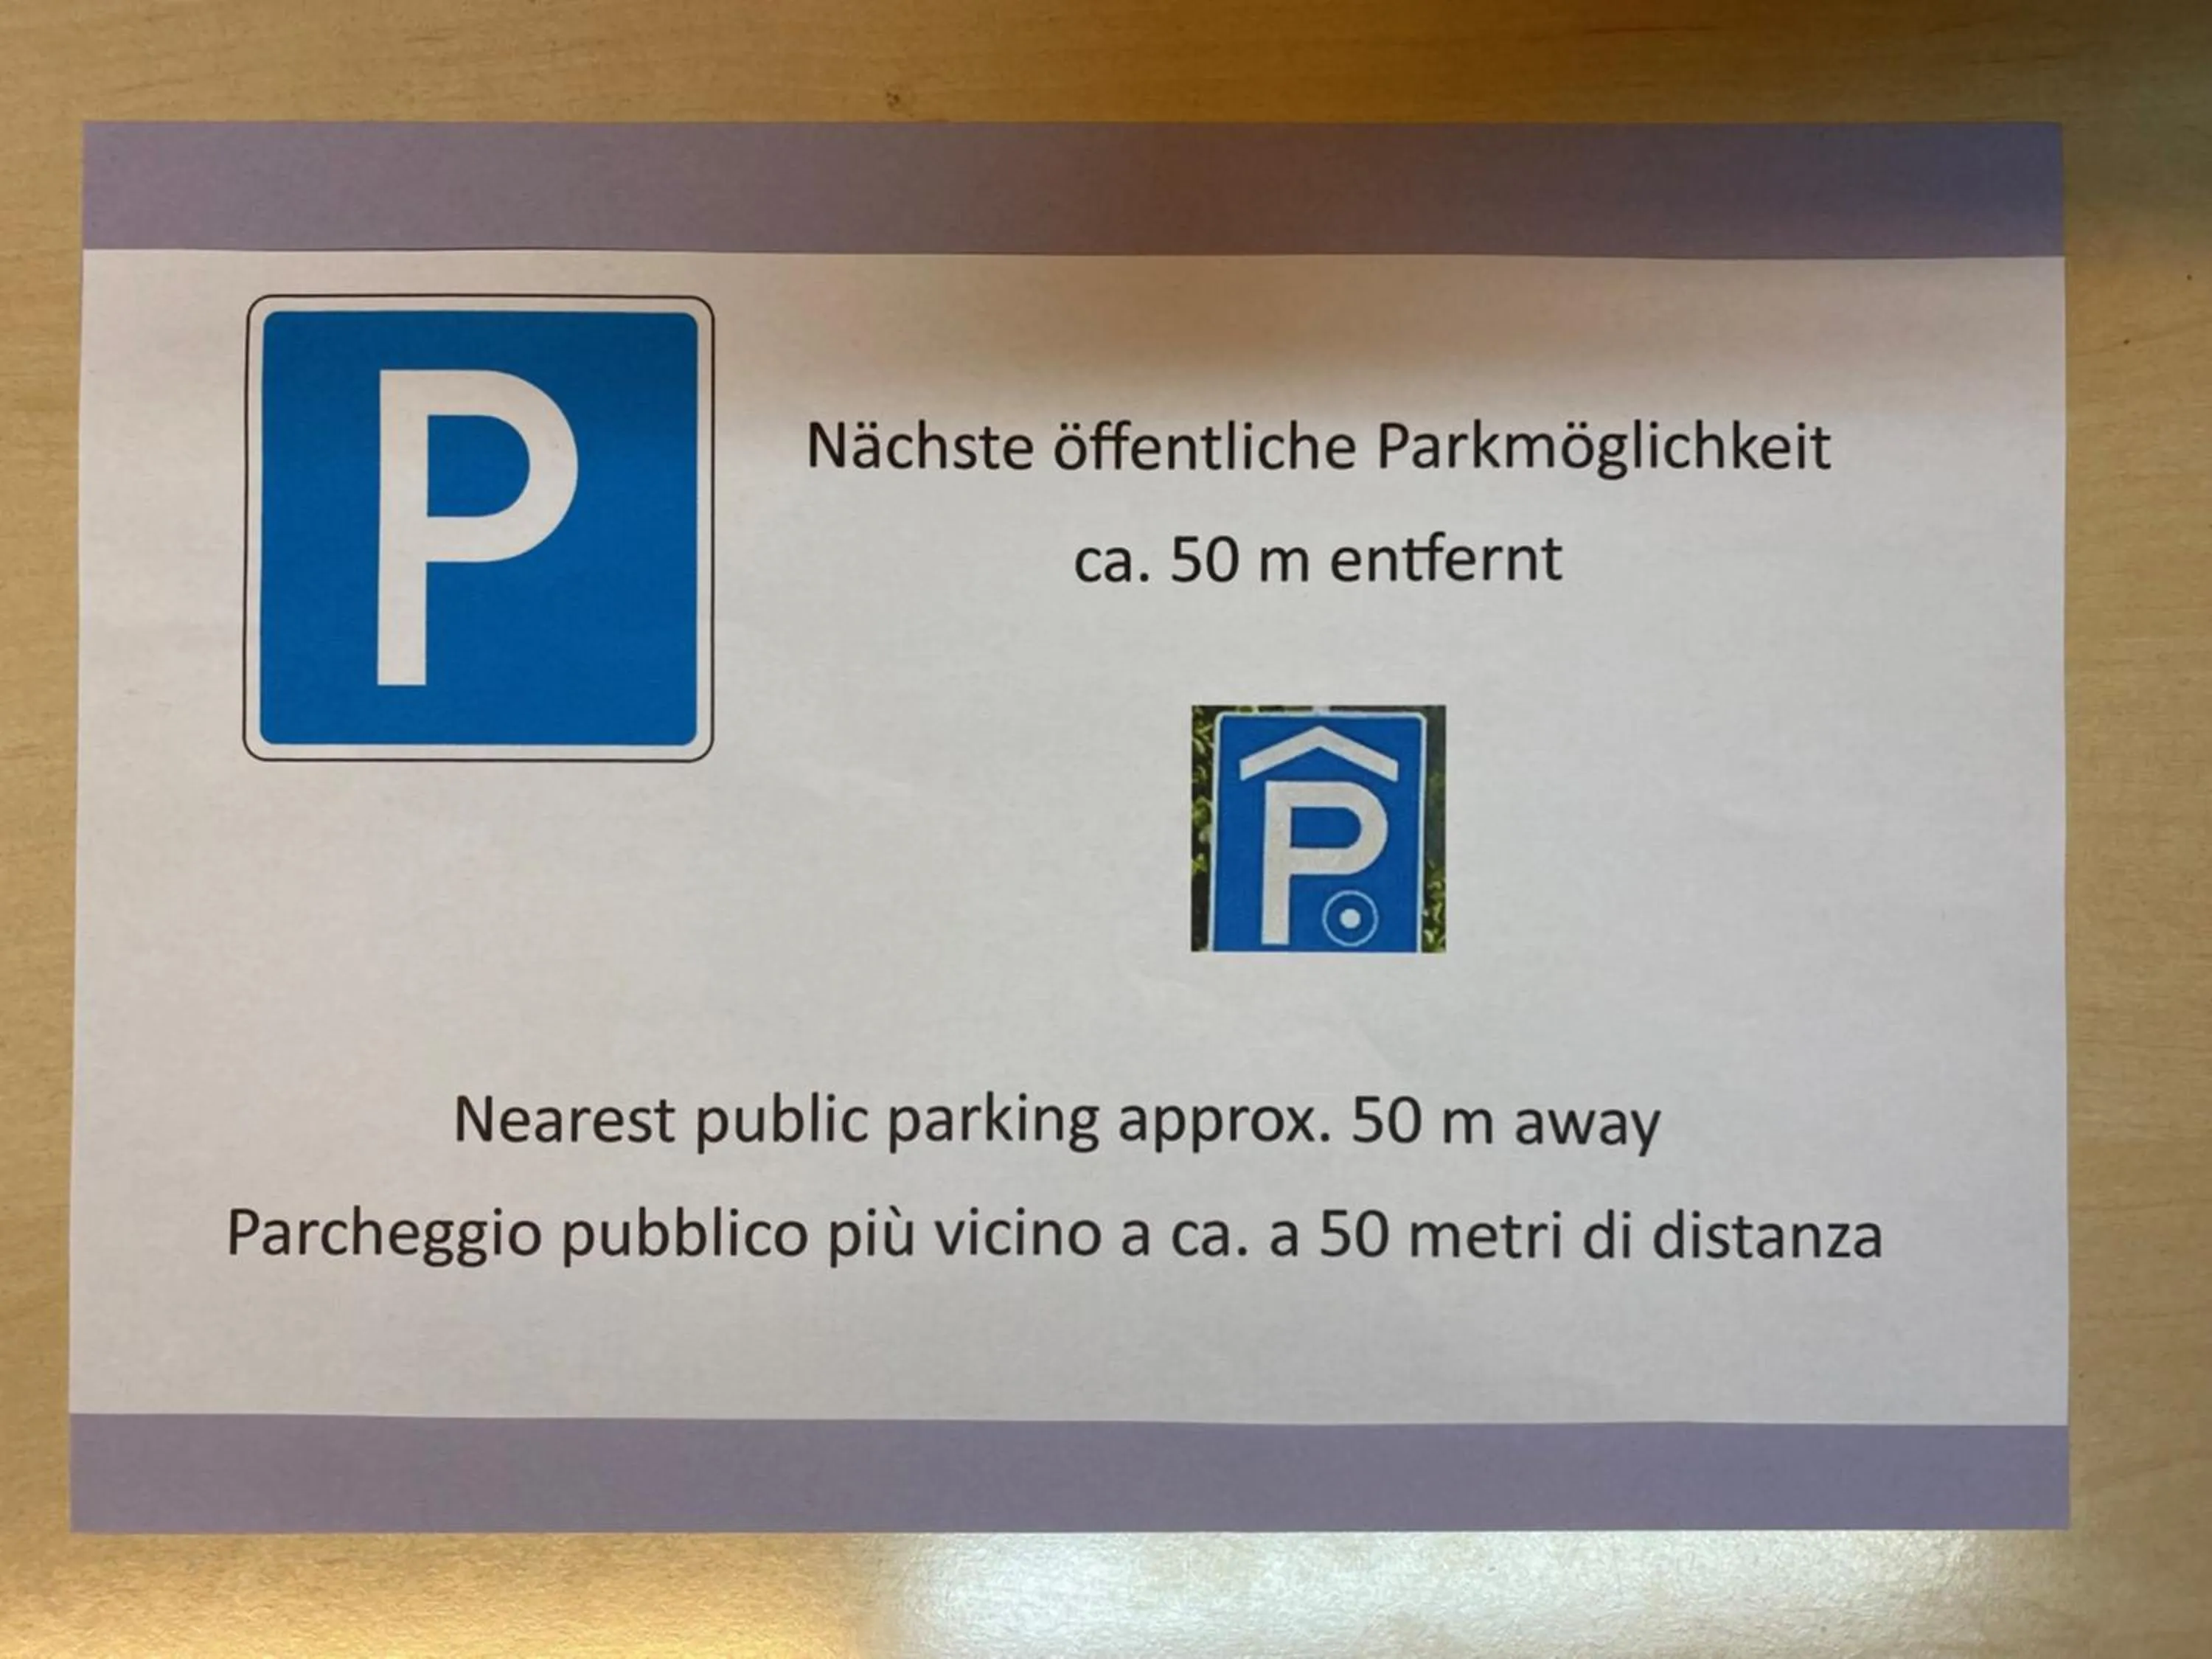 P
Nächste öffentliche Parkmöglichkeit
ca. 50 m entfernt
P
Nearest public parking approx. 50 m away
Parcheggio pubblico più vicino a ca. a 50 metri di distanza